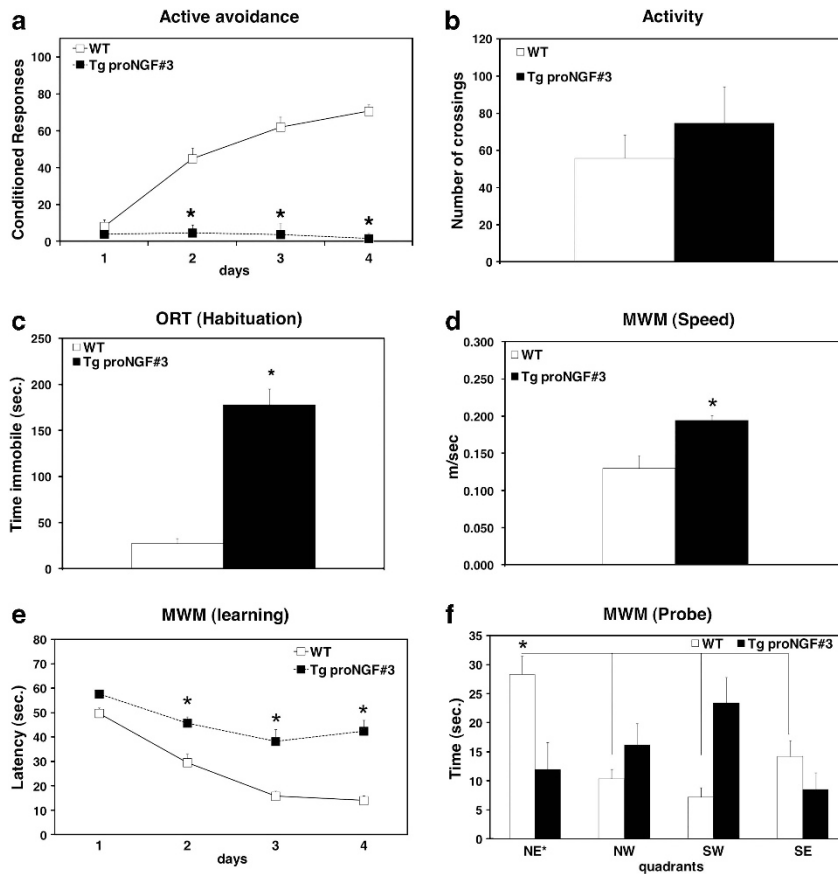 a
Active avoidance
WT
Tg proNGF#3
100
80
60
40
20
0
Conditioned Responses
*
*
*
1
2
3
4
days
b
Activity
WT
Tg proNGF#3
120
100
80
60
40
20
0
Number of crossings
c
ORT (Habituation)
WT
Tg proNGF#3
250
200
150
100
50
0
Time immobile (sec.)
*
d
MWM (Speed)
WT
Tg proNGF#3
0.300
0.250
0.200
0.150
0.100
0.050
0.000
m/sec
*
e
MWM (learning)
WT
Tg proNGF#3
80
70
60
50
40
30
20
10
0
Latency (sec.)
*
*
*
1
2
3
4
days
f
MWM (Probe)
WT
Tg proNGF#3
35
30
25
20
15
10
5
0
Time (sec.)
*
NE*
NW
SW
SE
quadrants